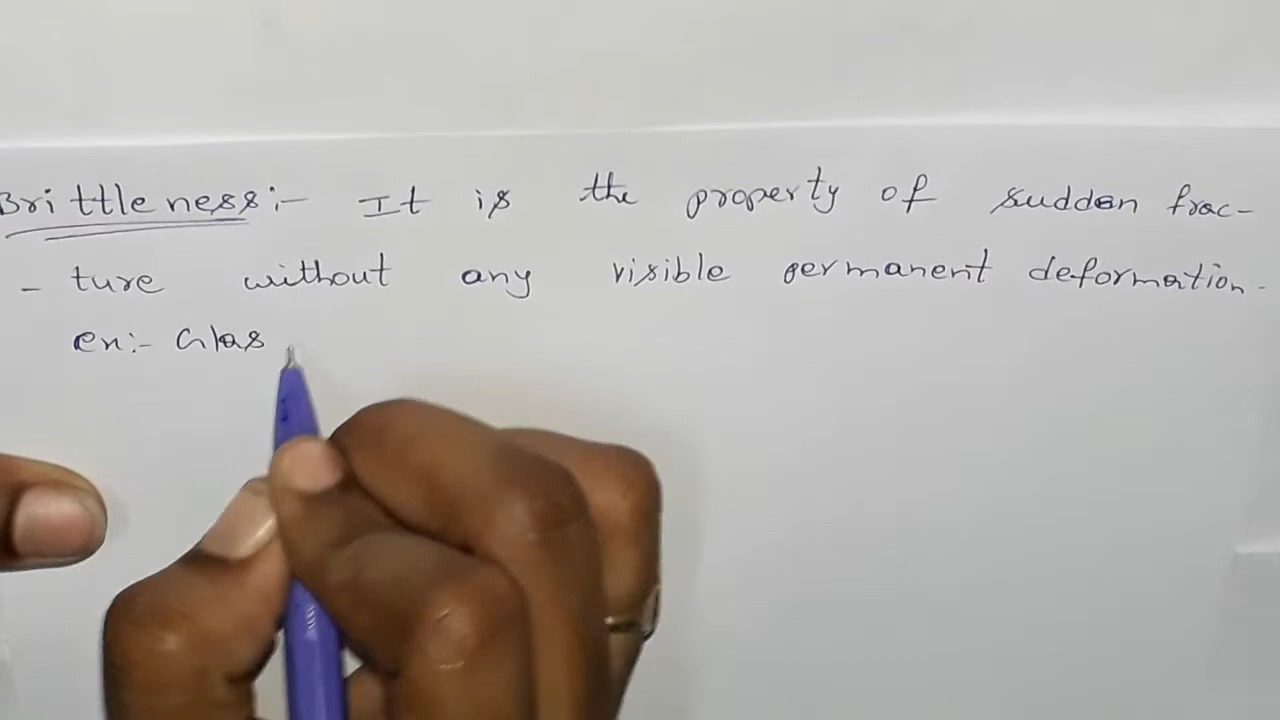 Brittleness:- It is the property of sudden frac-
- ture without any visible permanent deformation.
ex:- Glas